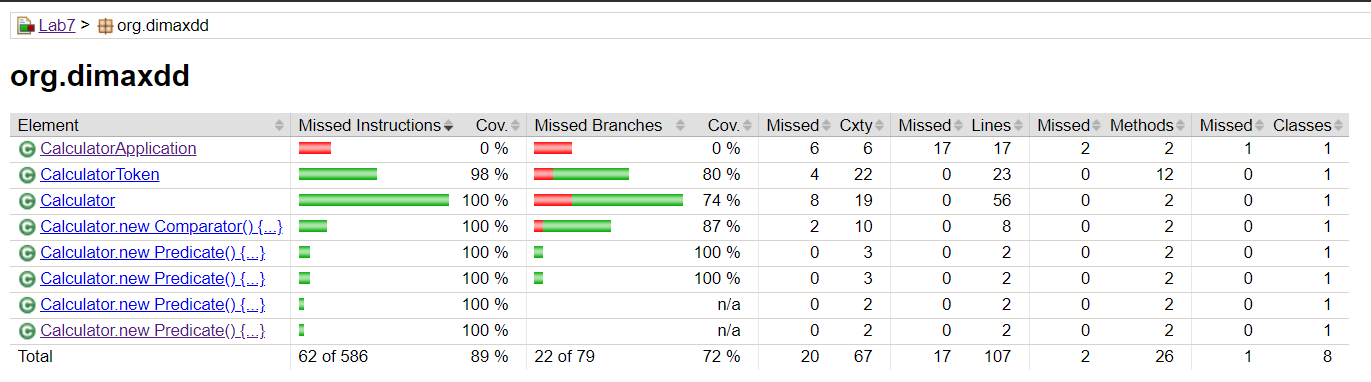 Lab7 > org.dimaxdd
org.dimaxdd
Element Missed Instructions Cov. Missed Branches Cov. Missed Cxty Missed Lines Missed Methods Missed Classes
CalculatorApplication 0 % 0 % 6 6 17 17 2 2 1 1
CalculatorToken 98 % 80 % 4 22 0 23 0 12 0 1
Calculator 100 % 74 % 8 19 0 56 0 2 0 1
Calculator.new Comparator() {...} 100 % 87 % 2 10 0 8 0 2 0 1
Calculator.new Predicate() {...} 100 % 100 % 0 3 0 2 0 2 0 1
Calculator.new Predicate() {...} 100 % 100 % 0 3 0 2 0 2 0 1
Calculator.new Predicate() {...} 100 % n/a 0 2 0 2 0 2 0 1
Calculator.new Predicate() {...} 100 % n/a 0 2 0 2 0 2 0 1
Total 62 of 586 89 % 22 of 79 72 % 20 67 17 107 2 26 1 8